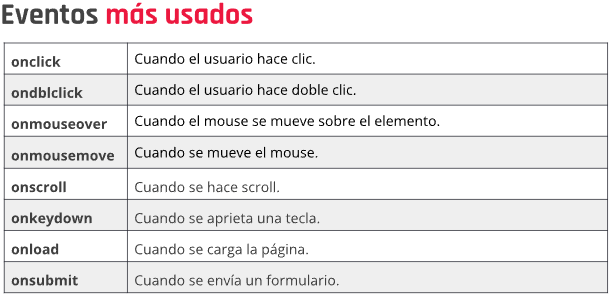 Eventos más usados
onclick Cuando el usuario hace clic.
ondblclick Cuando el usuario hace doble clic.
onmouseover Cuando el mouse se mueve sobre el elemento.
onmousemove Cuando se mueve el mouse.
onscroll Cuando se hace scroll.
onkeydown Cuando se aprieta una tecla.
onload Cuando se carga la página.
onsubmit Cuando se envía un formulario.